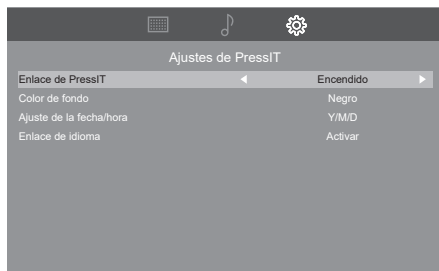 Ajustes de PressIT
Enlace de PressIT Encendido
Color de fondo Negro
Ajuste de la fecha/hora Y/M/D
Enlace de idioma Activar